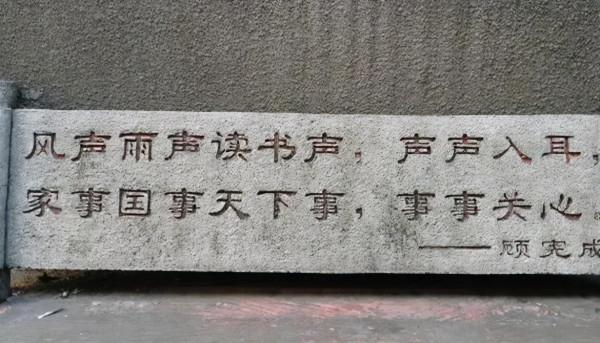 风声雨声读书声，声声入耳，
家事国事天下事，事事关心。
——顾宪成